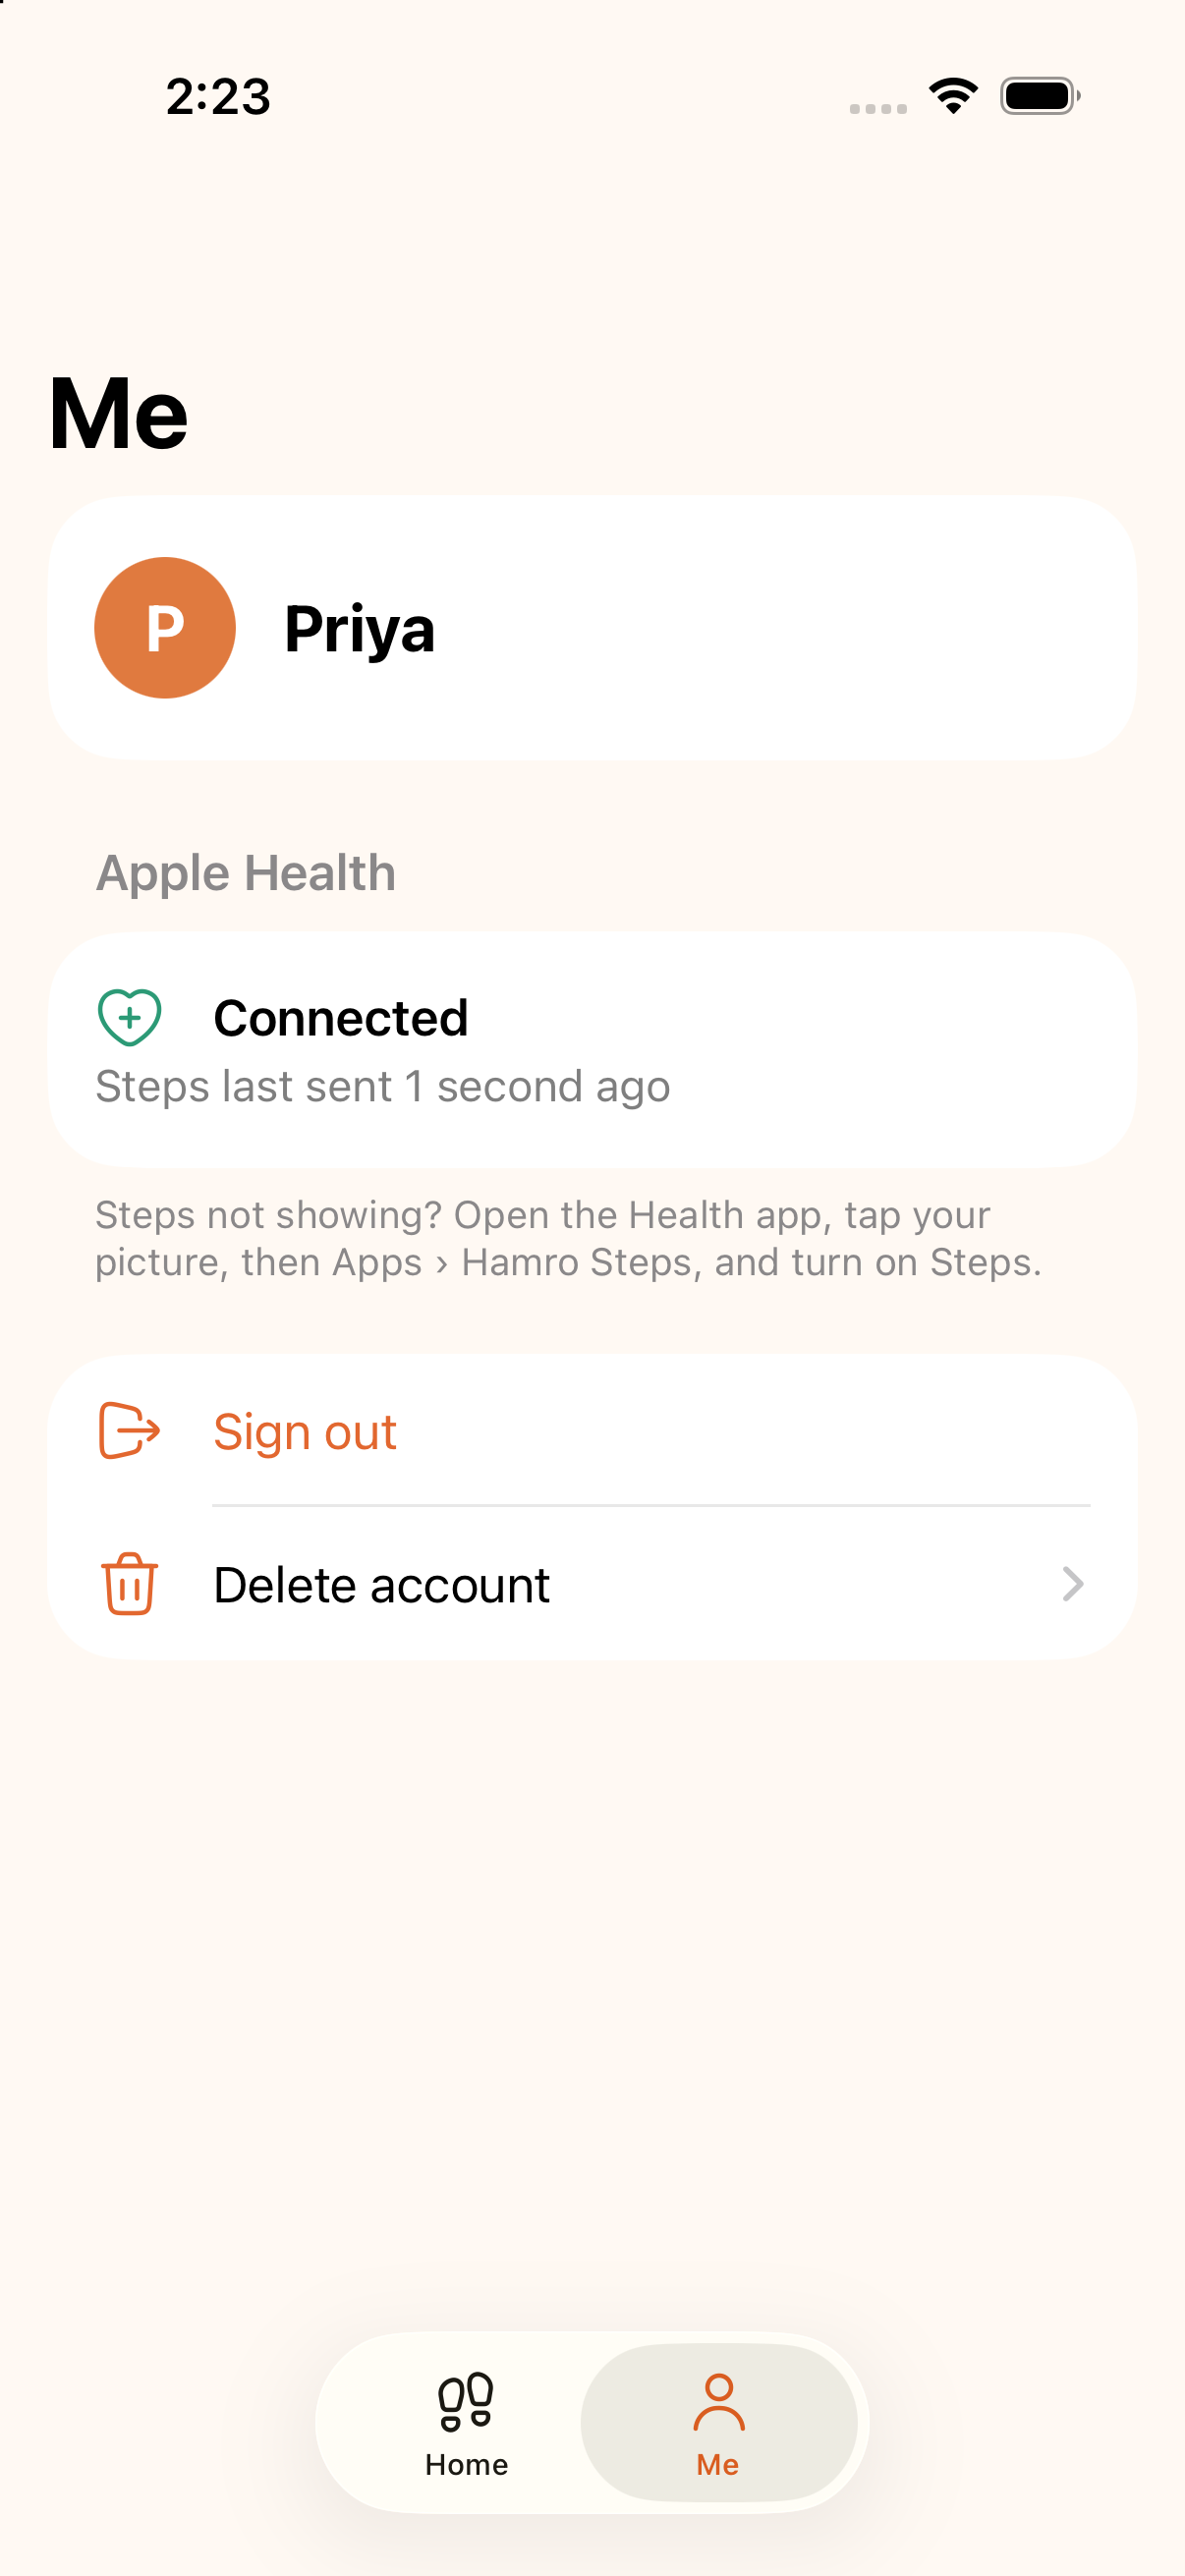 2:23
Me
P
Priya
Apple Health
Connected
Steps last sent 1 second ago
Steps not showing? Open the Health app, tap your
picture, then Apps › Hamro Steps, and turn on Steps.
Sign out
Delete account
Home
Me